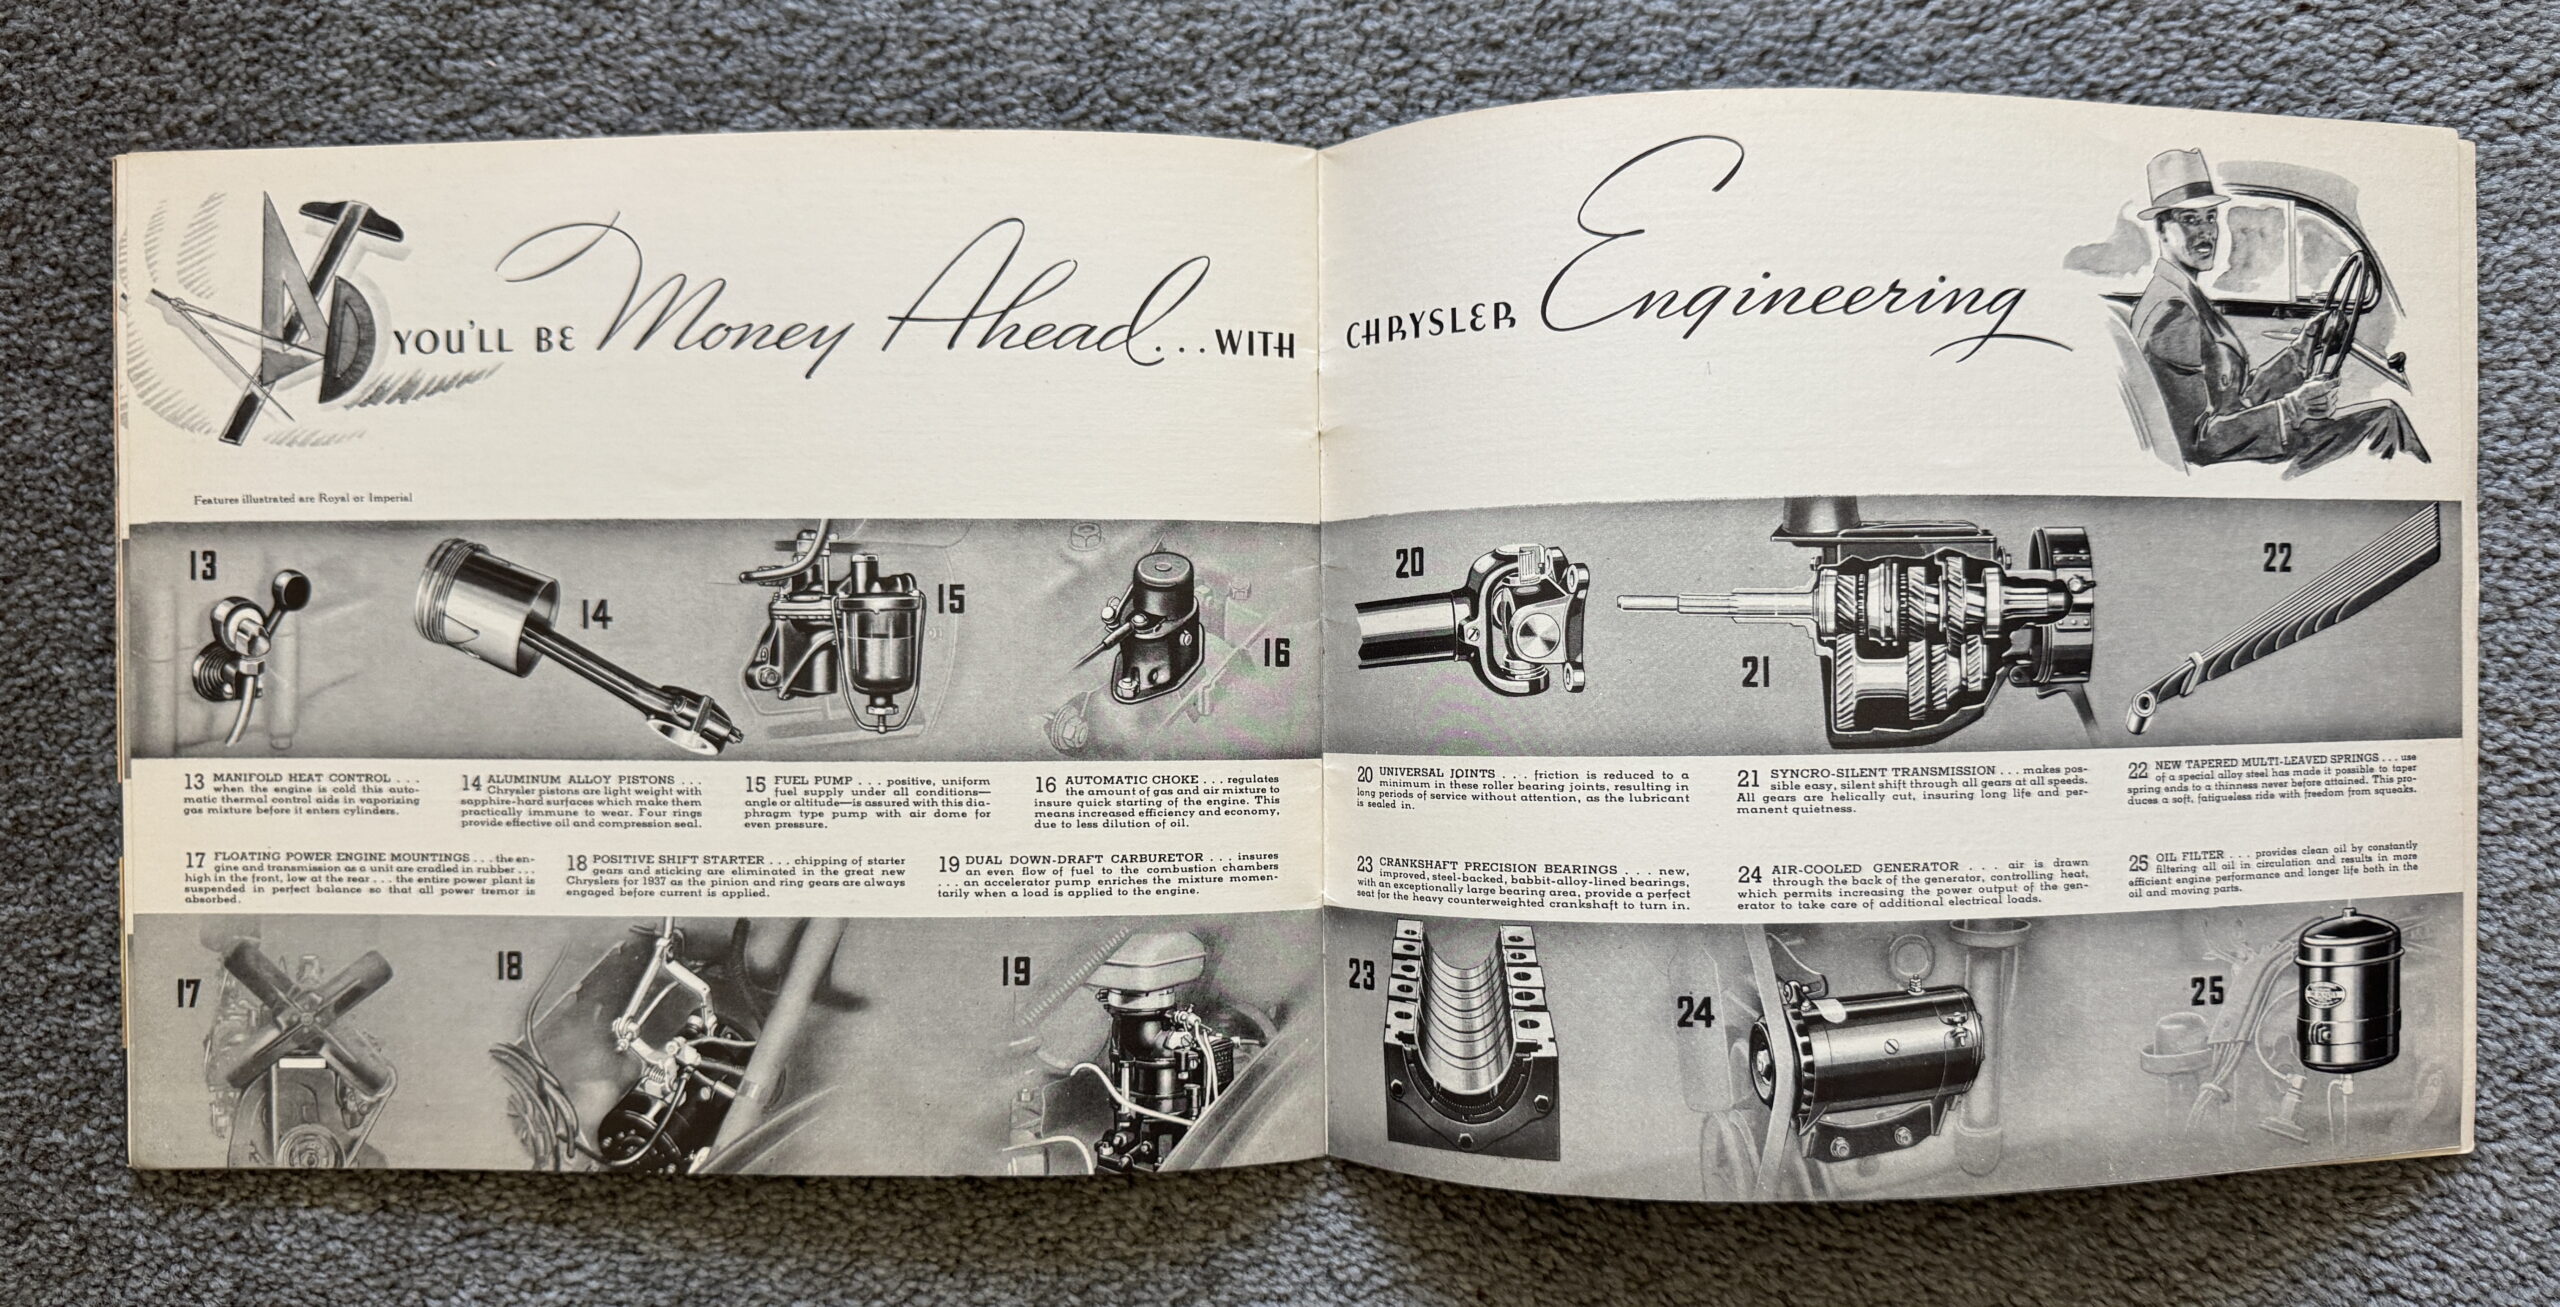 YOU'LL BE Money Ahead... WITH
CHRYSLER Engineering
Features illustrated are Royal or Imperial
13
14
15
16
13 MANIFOLD HEAT CONTROL . . .
when the engine is cold this auto-
matic thermal control aids in vaporizing
gas mixture before it enters cylinders.
14 ALUMINUM ALLOY PISTONS . . .
Chrysler pistons are light weight with
sapphire-hard surfaces which make them
practically immune to wear. Four rings
provide effective oil and compression seal.
15 FUEL PUMP . . . positive, uniform
fuel supply under all conditions—
angle or altitude—is assured with this dia-
phragm type pump with air dome for
even pressure.
16 AUTOMATIC CHOKE . . . regulates
the amount of gas and air mixture to
insure quick starting of the engine. This
means increased efficiency and economy,
due to less dilution of oil.
17 FLOATING POWER ENGINE MOUNTINGS . . . the en-
gine and transmission as a unit are cradled in rubber . . .
high in the front, low at the rear . . . the entire power plant is
suspended in perfect balance so that all power tremor is
absorbed.
18 POSITIVE SHIFT STARTER . . . chipping of starter
gears and sticking are eliminated in the great new
Chryslers for 1937 as the pinion and ring gears are always
engaged before current is applied.
19 DUAL DOWN-DRAFT CARBURETOR . . . insures
an even flow of fuel to the combustion chambers
. . . an accelerator pump enriches the mixture momen-
tarily when a load is applied to the engine.
17
18
19
20
21
22
20 UNIVERSAL JOINTS . . . friction is reduced to a
minimum in these roller bearing joints, resulting in
long periods of service without attention, as the lubricant
is sealed in.
21 SYNCRO-SILENT TRANSMISSION . . . makes pos-
sible easy, silent shift through all gears at all speeds.
All gears are helically cut, insuring long life and per-
manent quietness.
22 NEW TAPERED MULTI-LEAVED SPRINGS . . . use
of a special alloy steel has made it possible to taper
spring ends to a thinness never before attained. This pro-
duces a soft, fatigueless ride with freedom from squeaks.
23 CRANKSHAFT PRECISION BEARINGS . . . new,
improved, steel-backed, babbit-alloy-lined bearings,
with an exceptionally large bearing area, provide a perfect
seat for the heavy counterweighted crankshaft to turn in.
24 AIR-COOLED GENERATOR . . . air is drawn
through the back of the generator, controlling heat,
which permits increasing the power output of the gen-
erator to take care of additional electrical loads.
25 OIL FILTER . . . provides clean oil by constantly
filtering all oil in circulation and results in more
efficient engine performance and longer life both in the
oil and moving parts.
23
24
25